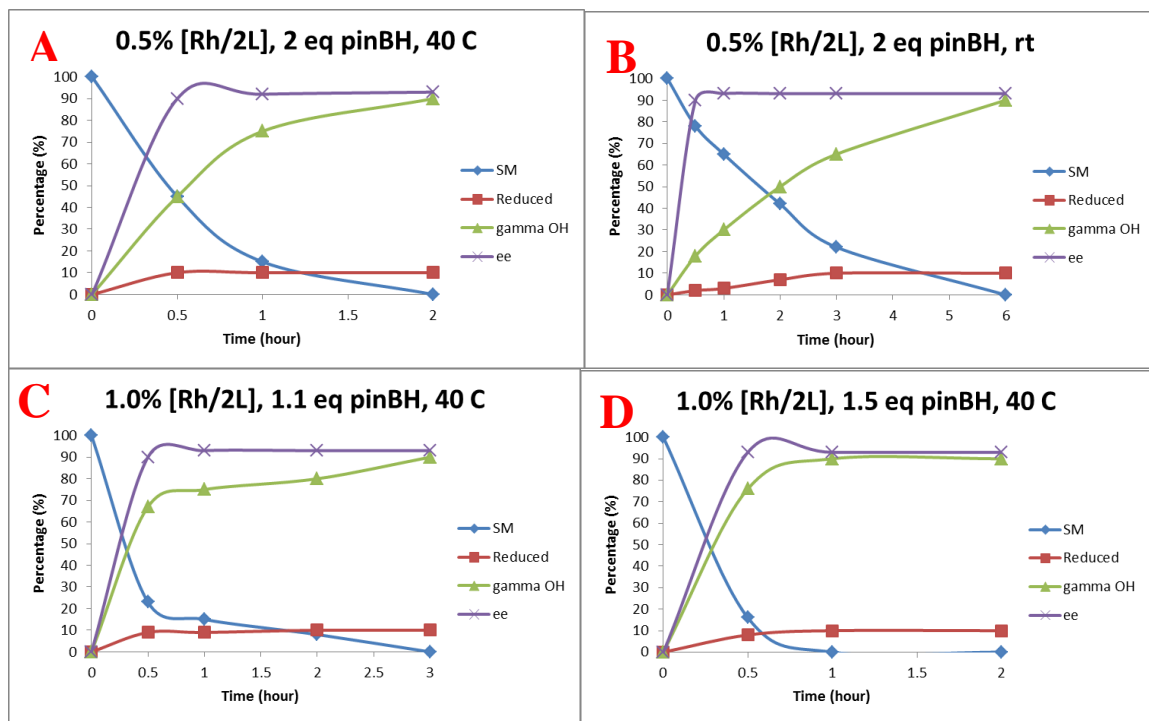 A
0.5% [Rh/2L], 2 eq pinBH, 40 C
Percentage (%)
100
90
80
70
60
50
40
30
20
10
0
0 0.5 1 1.5 2
Time (hour)
SM
Reduced
gamma OH
ee
B
0.5% [Rh/2L], 2 eq pinBH, rt
Percentage (%)
100
90
80
70
60
50
40
30
20
10
0
0 1 2 3 4 5 6
Time (hour)
SM
Reduced
gamma OH
ee
C
1.0% [Rh/2L], 1.1 eq pinBH, 40 C
Percentage (%)
100
90
80
70
60
50
40
30
20
10
0
0 0.5 1 1.5 2 2.5 3
Time (hour)
SM
Reduced
gamma OH
ee
D
1.0% [Rh/2L], 1.5 eq pinBH, 40 C
Percentage (%)
100
90
80
70
60
50
40
30
20
10
0
0 0.5 1 1.5 2
Time (hour)
SM
Reduced
gamma OH
ee